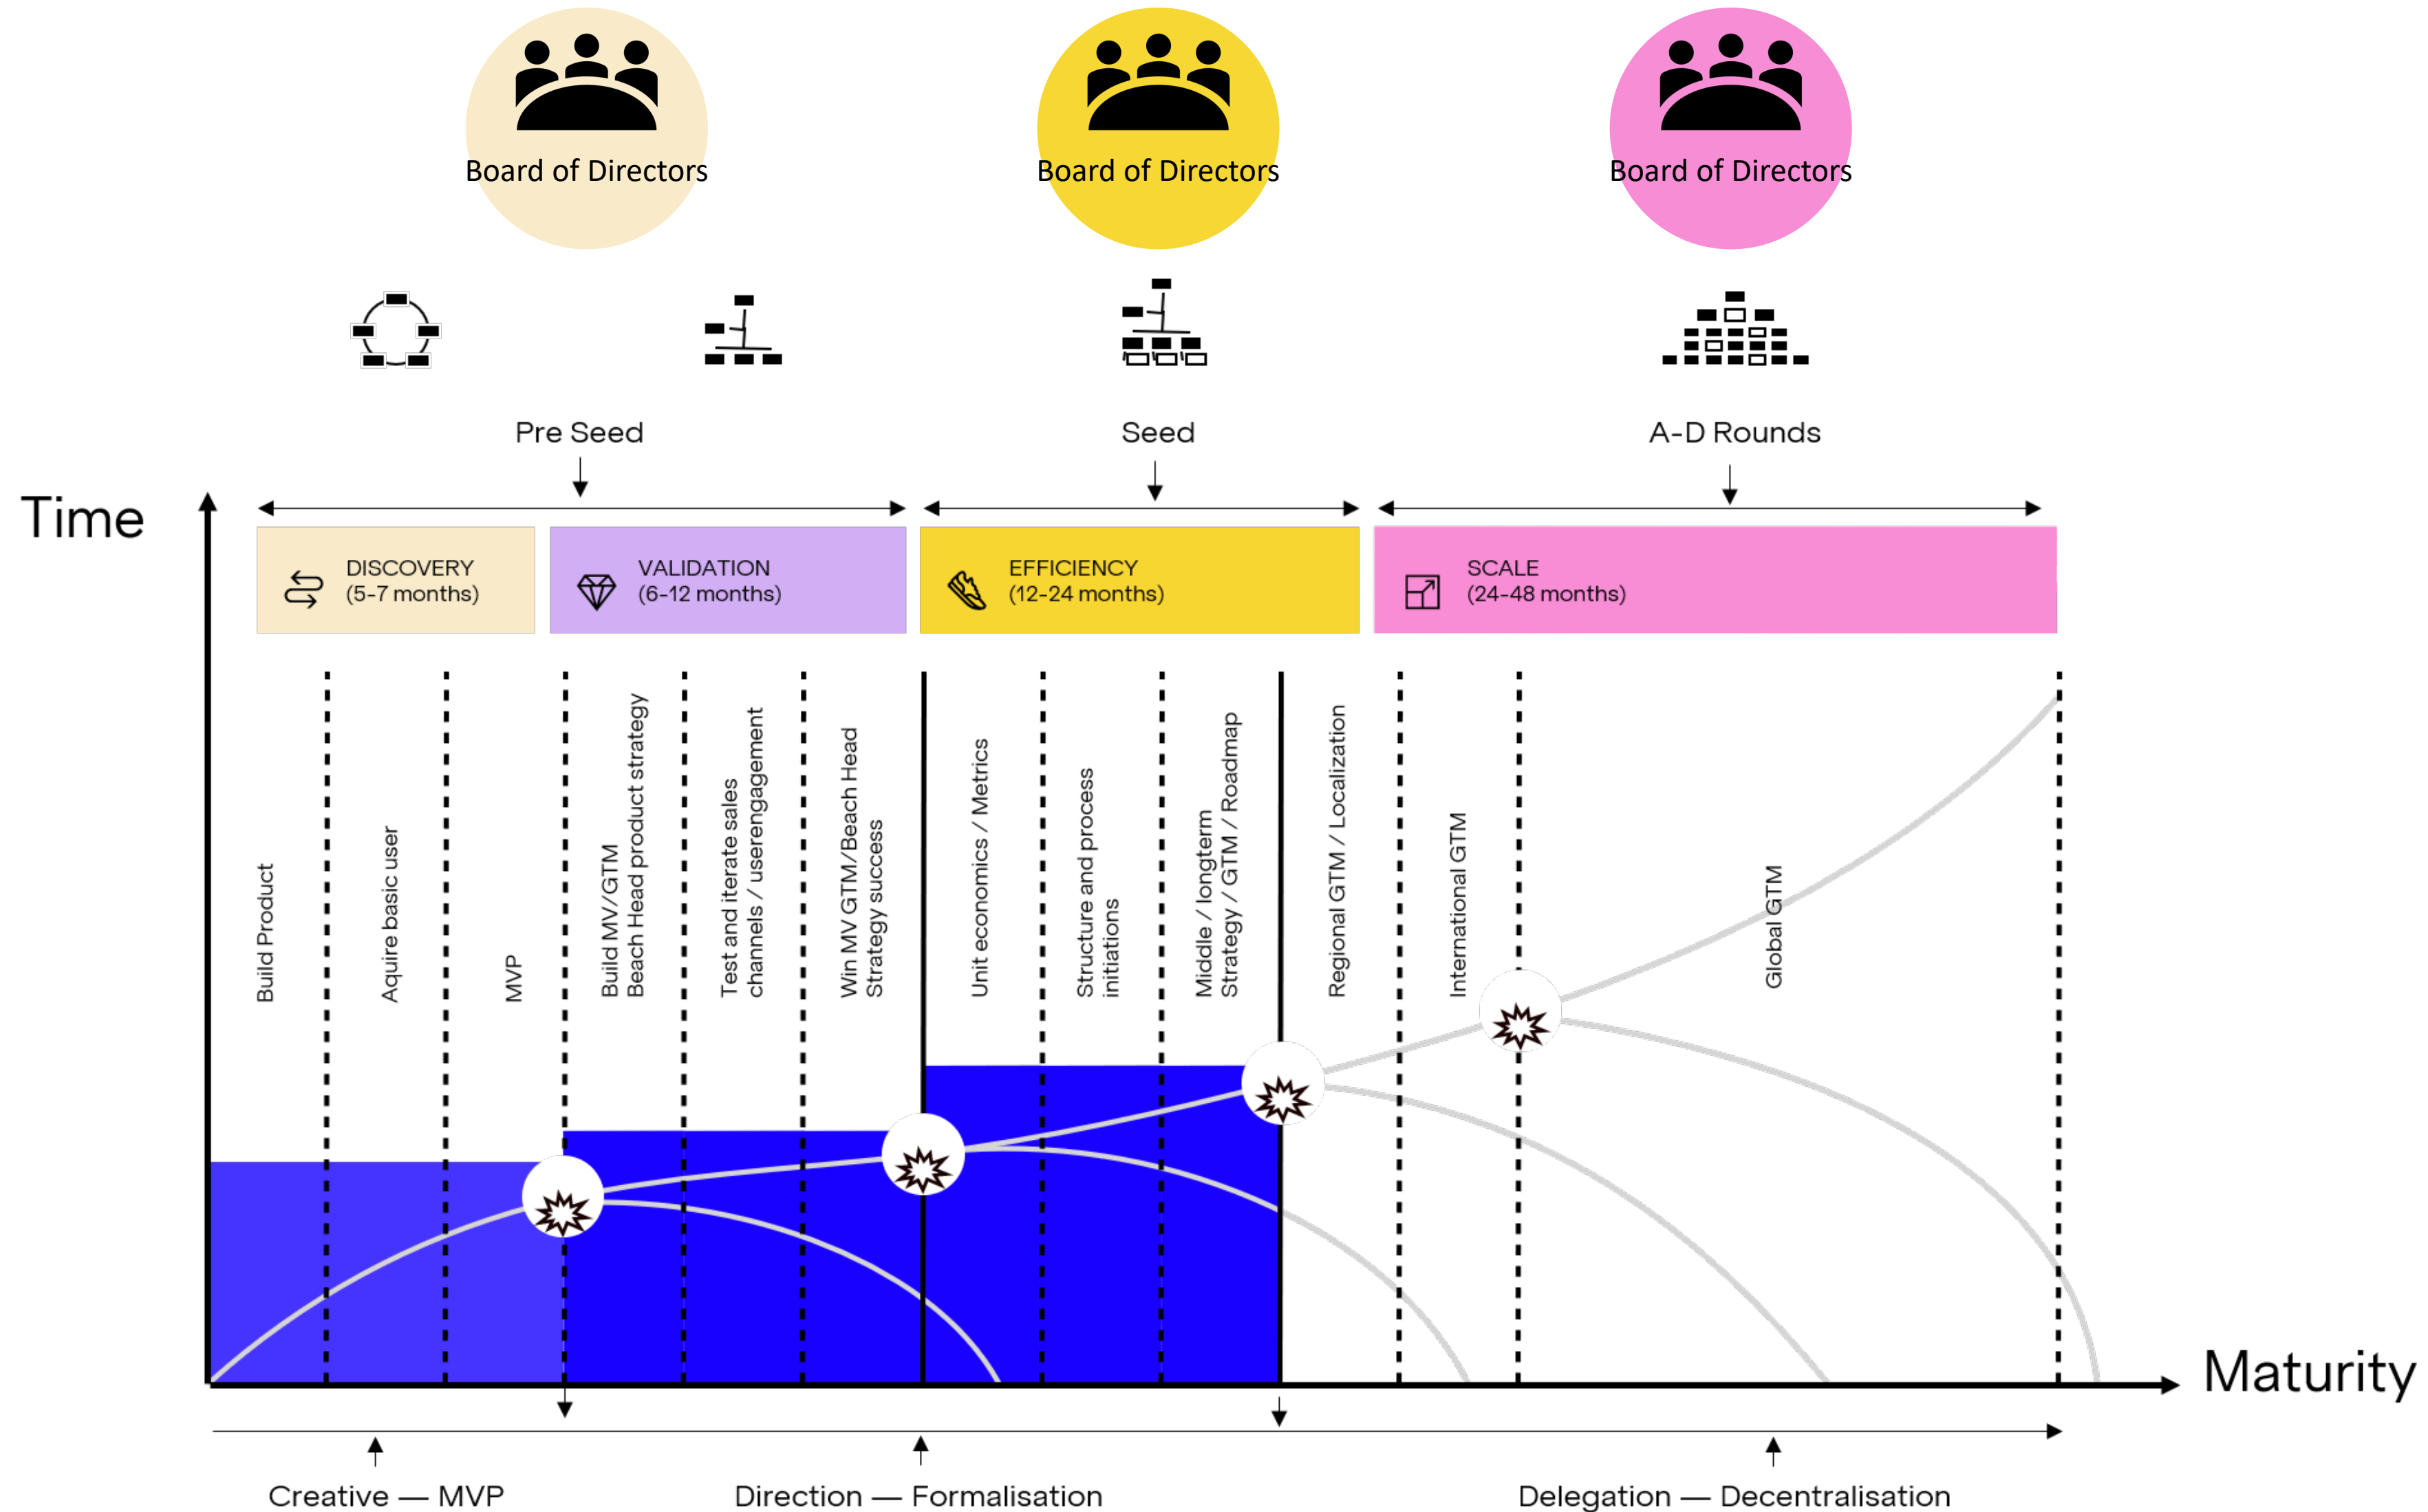 Board of Directors
Board of Directors
Board of Directors
Pre Seed
Seed
A-D Rounds
Time
DISCOVERY
(5-7 months)
VALIDATION
(6-12 months)
EFFICIENCY
(12-24 months)
SCALE
(24-48 months)
Build Product
Aquire basic user
MVP
Build MV/GTM
Beach Head product strategy
Test and iterate sales
channels / userengagement
Win MV GTM/Beach Head
Strategy success
Unit economics / Metrics
Structure and process
initiations
Middle / longterm
Strategy / GTM / Roadmap
Regional GTM / Localization
International GTM
Global GTM
Maturity
Creative — MVP
Direction — Formalisation
Delegation — Decentralisation